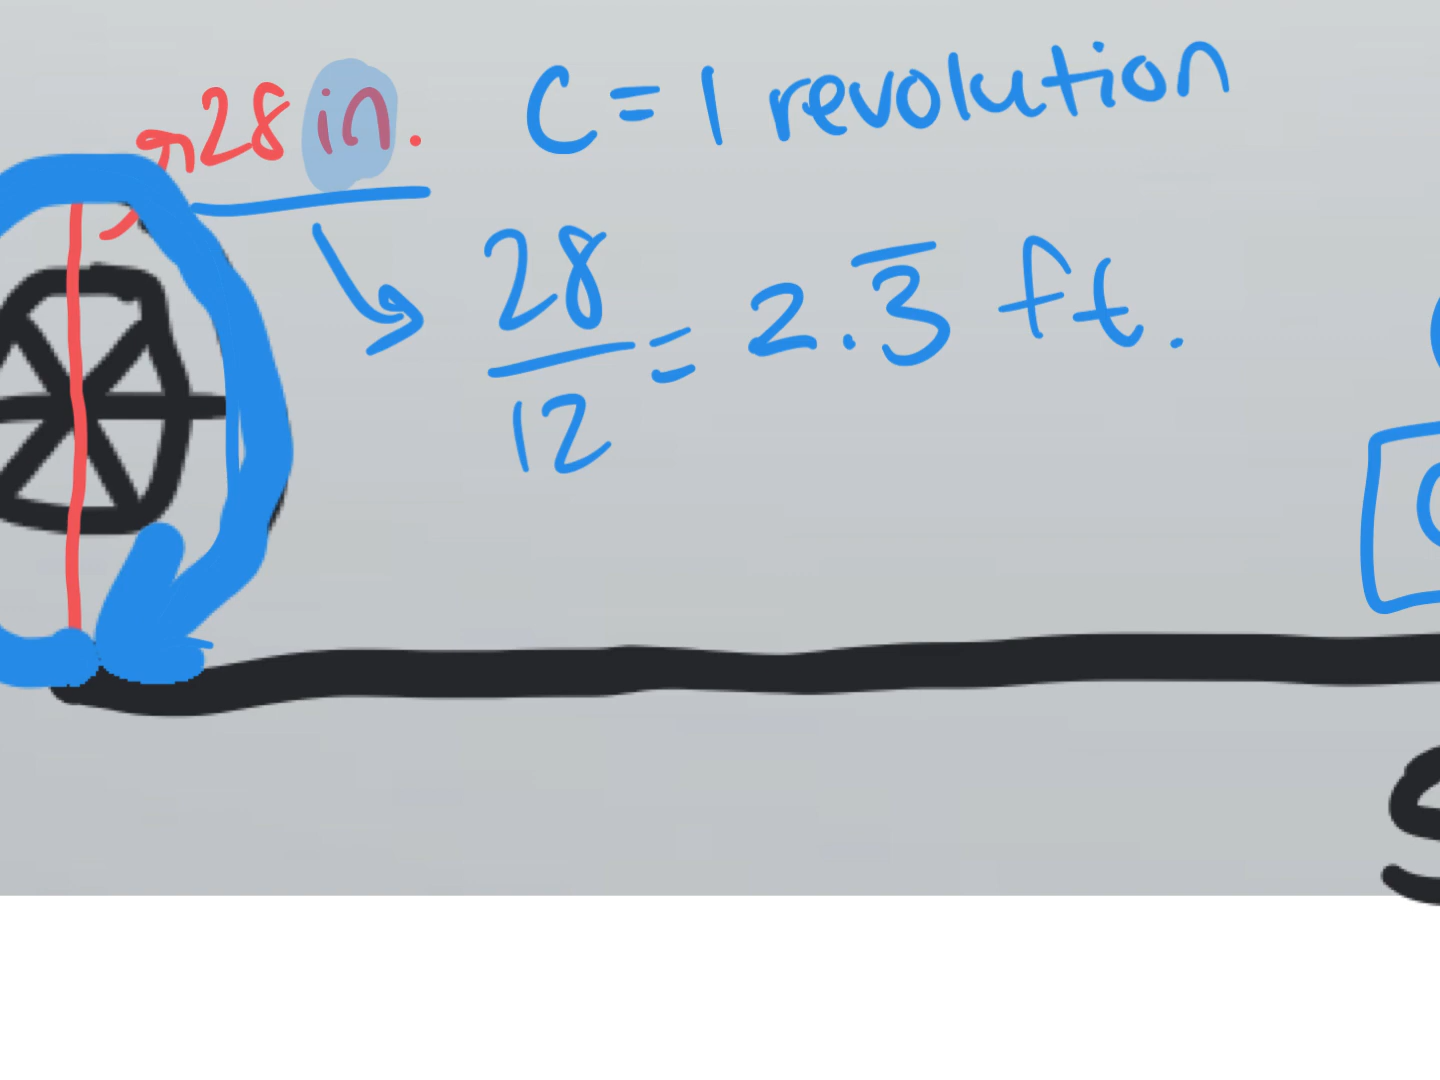 28 in.
C = 1 revolution
28/12 = 2.3̅ ft.